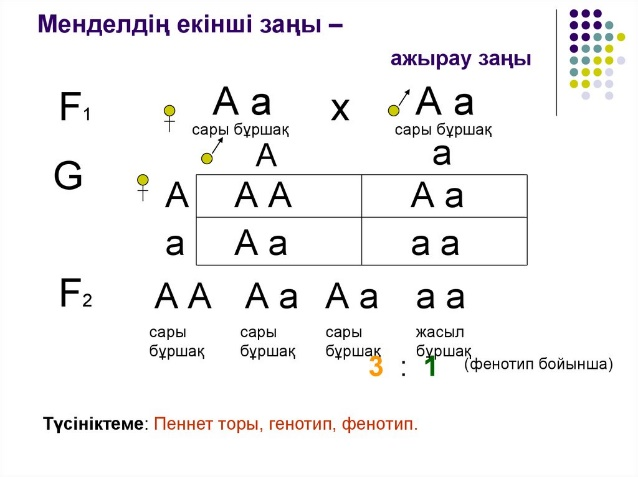 Менделдің екінші заңы –
ажырау заңы
F1 А а х А а
сары бұршақ сары бұршақ
А а
G
А А А А а
а А а а а
F2 А А А а А а а а
сары сары сары жасыл
бұршақ бұршақ бұршақ бұршақ
3 : 1 (фенотип бойынша)
Түсініктеме: Пеннет торы, генотип, фенотип.